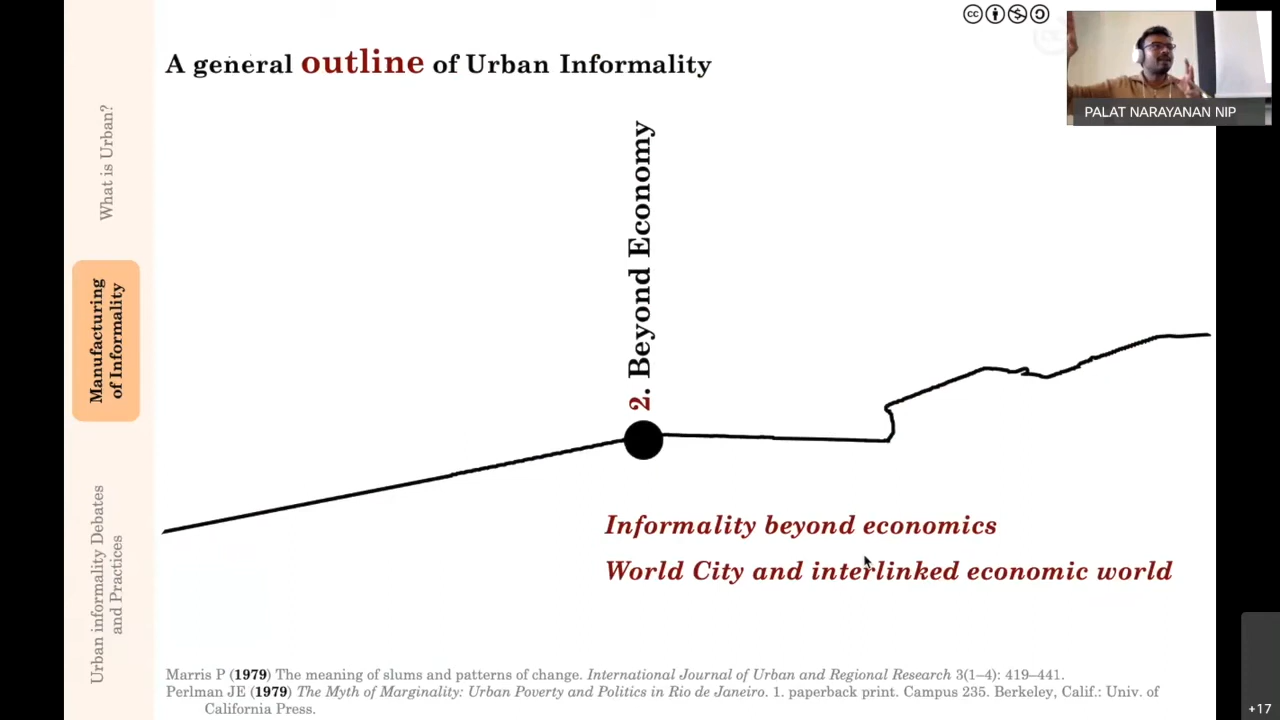 A general outline of Urban Informality
PALAT NARAYANAN NIP
What is Urban?
Manufacturing
of Informality
Urban informality Debates
and Practices
2. Beyond Economy
Informality beyond economics
World City and interlinked economic world
Marris P (1979) The meaning of slums and patterns of change. International Journal of Urban and Regional Research 3(1–4): 419–441.
Perlman JE (1979) The Myth of Marginality: Urban Poverty and Politics in Rio de Janeiro. 1. paperback print. Campus 235. Berkeley, Calif.: Univ. of
California Press.
+17